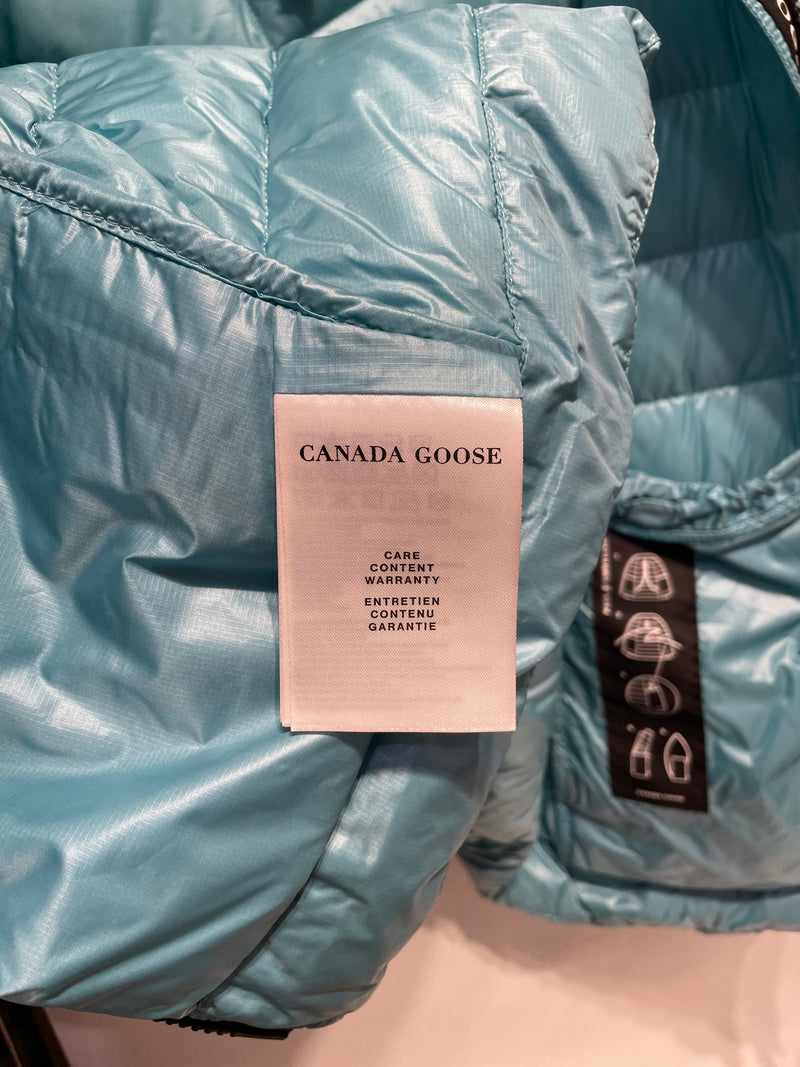 CANADA GOOSE
CARE
CONTENT
WARRANTY
ENTRETIEN
CONTENU
GARANTIE